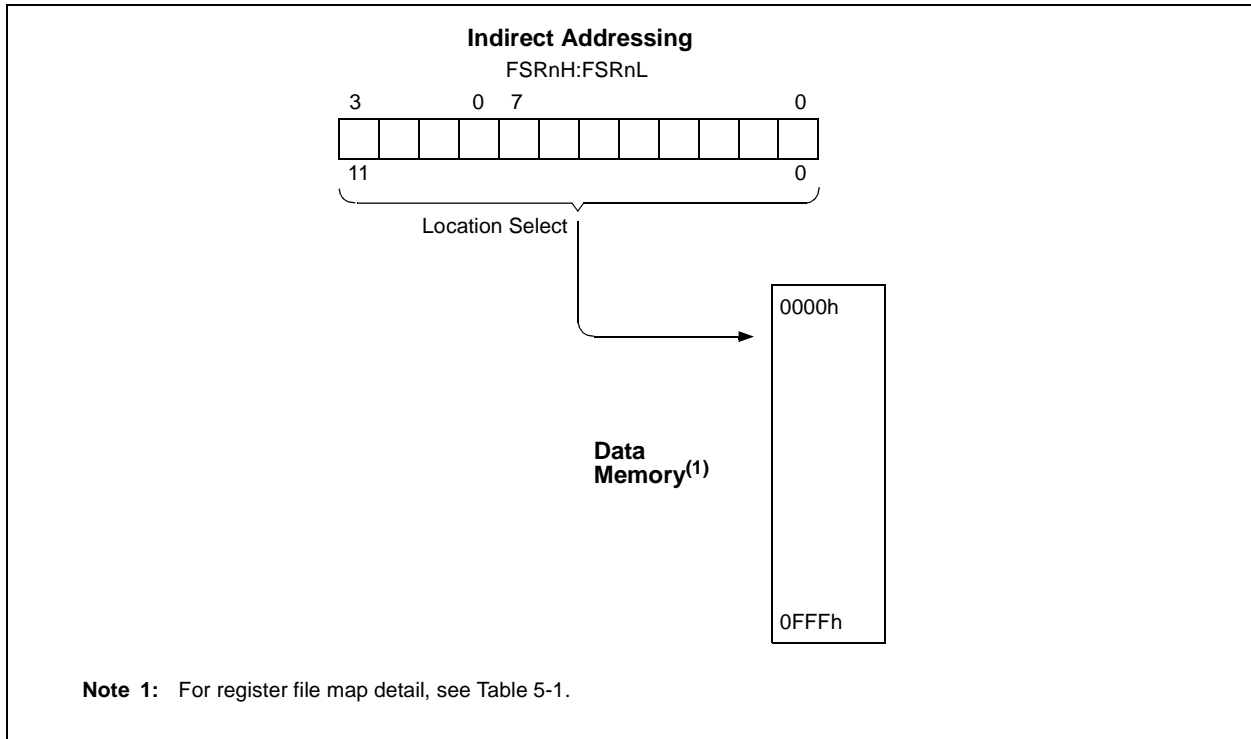 Indirect Addressing
FSRnH:FSRnL
3 0 7 0
11 0
Location Select
0000h
Data
Memory(1)
0FFFh
Note 1: For register file map detail, see Table 5-1.